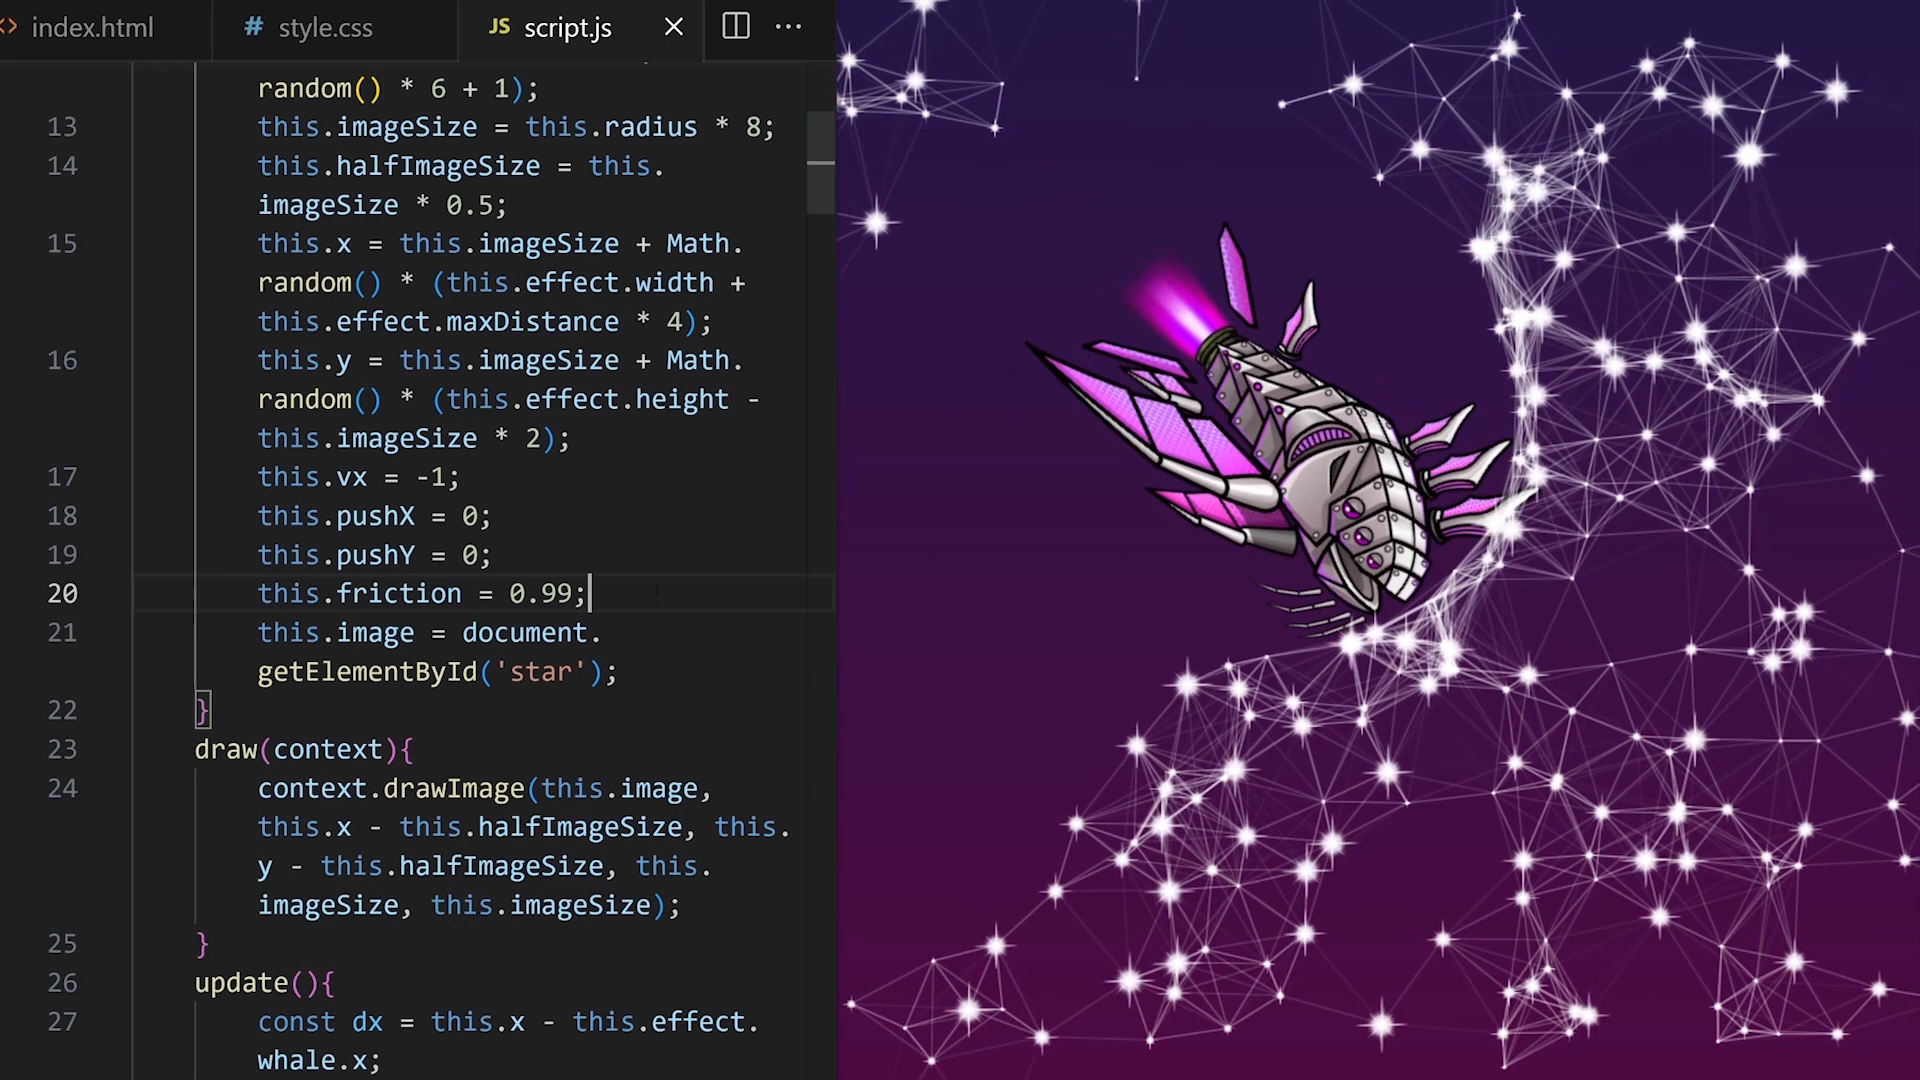 index.html # style.css JS script.js
random() * 6 + 1);
13 this.imageSize = this.radius * 8;
14 this.halfImageSize = this.
imageSize * 0.5;
15 this.x = this.imageSize + Math.
random() * (this.effect.width +
this.effect.maxDistance * 4);
16 this.y = this.imageSize + Math.
random() * (this.effect.height -
this.imageSize * 2);
17 this.vx = -1;
18 this.pushX = 0;
19 this.pushY = 0;
20 this.friction = 0.99;
21 this.image = document.
getElementById('star');
22 }
23 draw(context){
24 context.drawImage(this.image,
this.x - this.halfImageSize, this.
y - this.halfImageSize, this.
imageSize, this.imageSize);
25 }
26 update(){
27 const dx = this.x - this.effect.
whale.x;